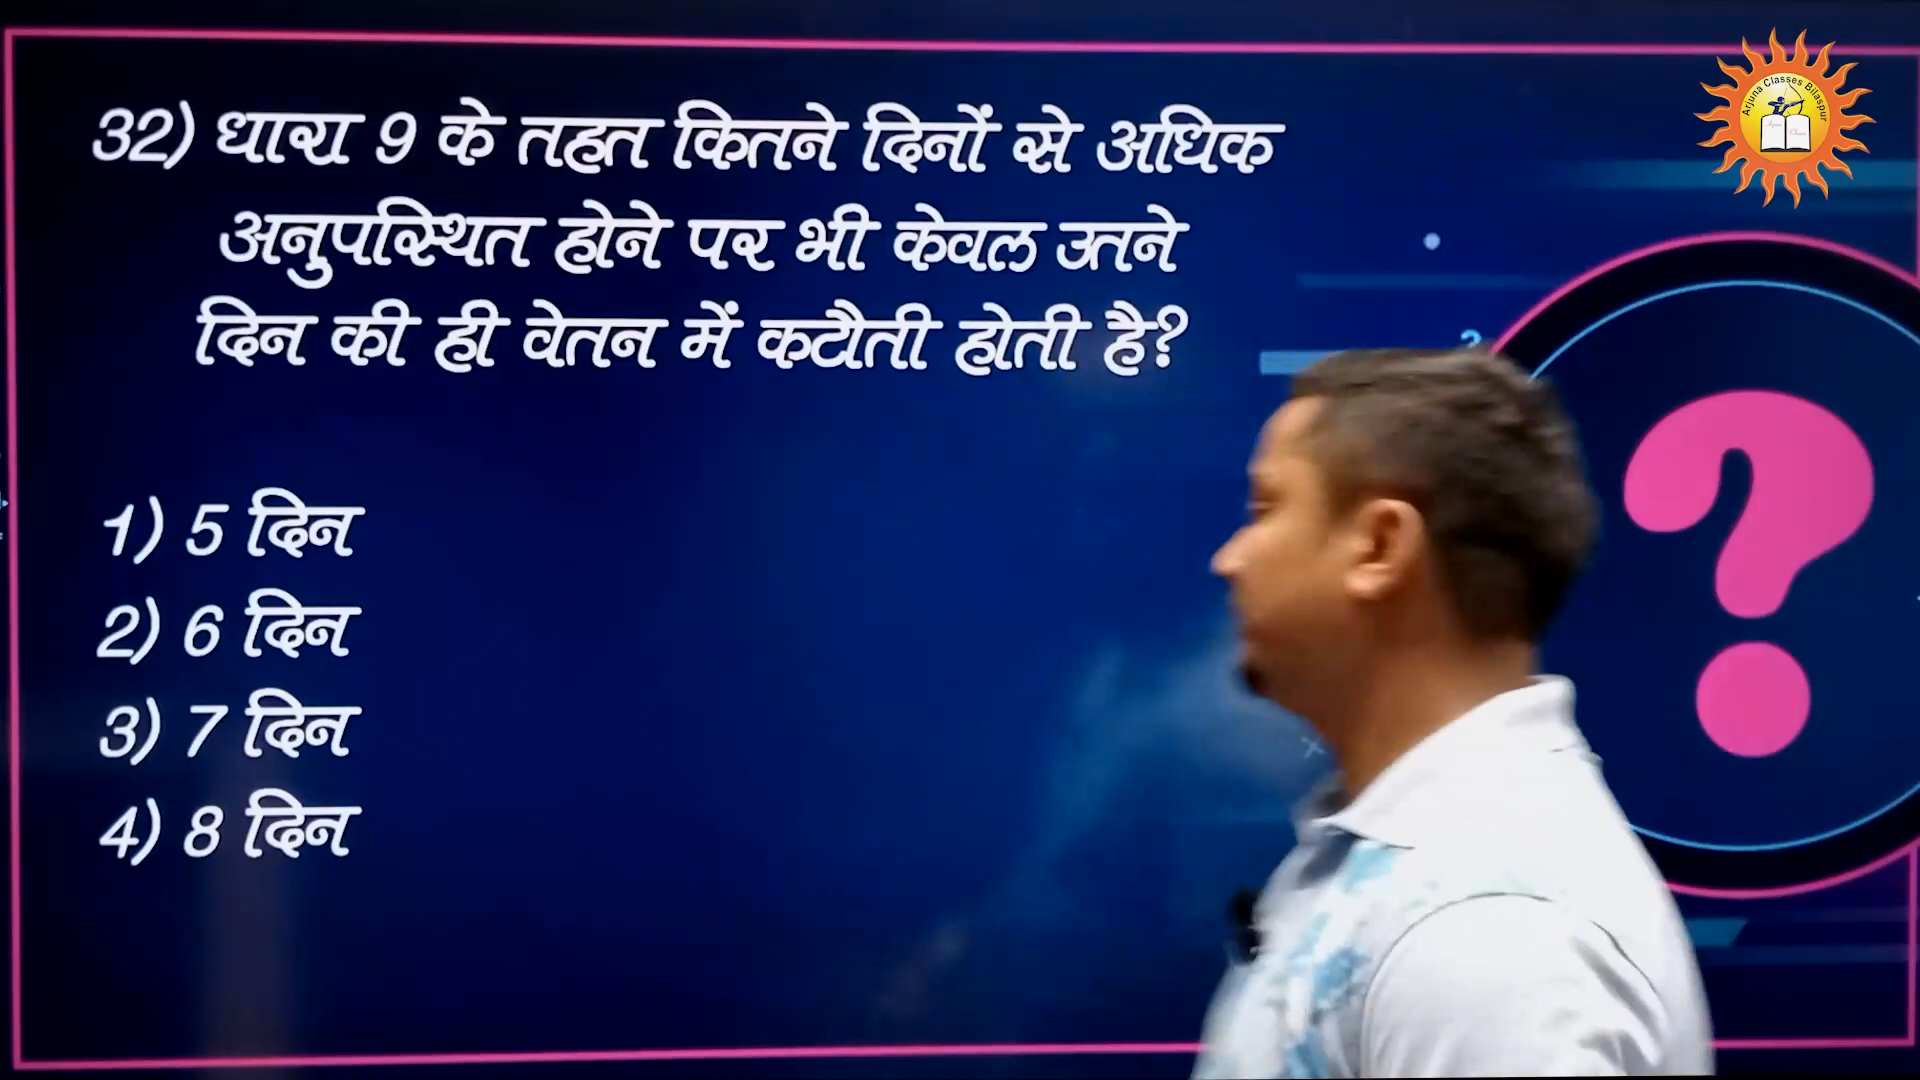 32) धारा 9 के तहत कितने दिनों से अधिक
अनुपस्थित होने पर भी केवल उतने
दिन की ही वेतन में कटौती होती है?
1) 5 दिन
2) 6 दिन
3) 7 दिन
4) 8 दिन
Arjuna Classes Bilaspur